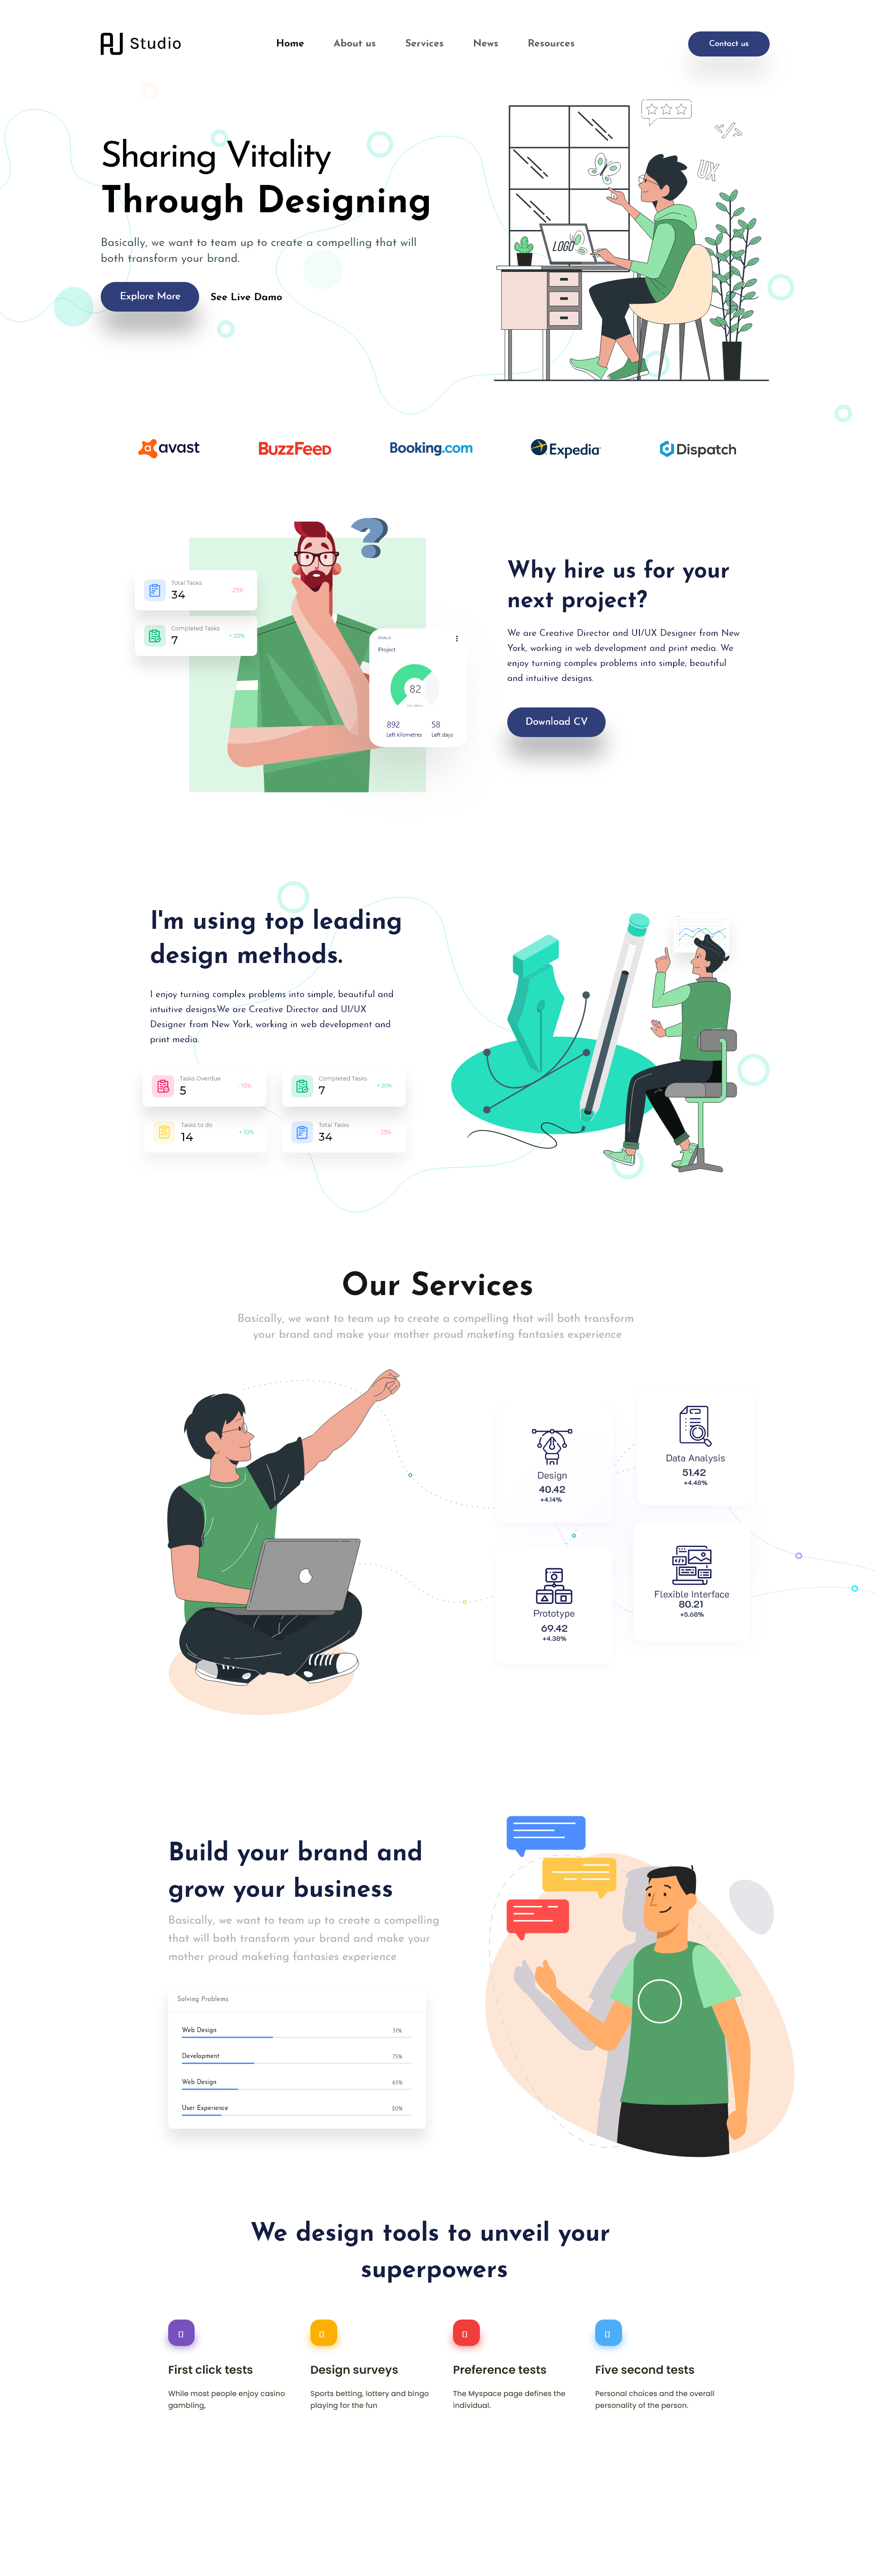 AJ Studio
Home About us Services News Resources
Contact us
Sharing Vitality
Through Designing
Basically, we want to team up to create a compelling that will
both transform your brand.
Explore More See Live Damo
UX
LOGO
avast
BuzzFeed
Booking.com
Expedia
Dispatch
Total Tasks
34
- 25%
Completed Tasks
7
+ 20%
GOALS
Project
82
892
Left kilometres
58
Left days
Why hire us for your
next project?
We are Creative Director and UI/UX Designer from New
York, working in web development and print media. We
enjoy turning complex problems into simple, beautiful
and intuitive designs.
Download CV
I'm using top leading
design methods.
I enjoy turning complex problems into simple, beautiful and
intuitive designs.We are Creative Director and UI/UX
Designer from New York, working in web development and
print media.
Tasks Overdue
5
- 10%
Completed Tasks
7
+ 20%
Tasks to do
14
+ 10%
Total Tasks
34
- 25%
Our Services
Basically, we want to team up to create a compelling that will both transform
your brand and make your mother proud maketing fantasies experience
Design
40.42
+4.14%
Data Analysis
51.42
+4.48%
Prototype
69.42
+4.38%
Flexible Interface
80.21
+5.68%
Build your brand and
grow your business
Basically, we want to team up to create a compelling
that will both transform your brand and make your
mother proud maketing fantasies experience
Solving Problems
Web Design 51%
Development 75%
Web Design 65%
User Experience 20%
We design tools to unveil your
superpowers
First click tests
While most people enjoy casino
gambling,
Design surveys
Sports betting, lottery and bingo
playing for the fun
Preference tests
The Myspace page defines the
individual.
Five second tests
Personal choices and the overall
personality of the person.